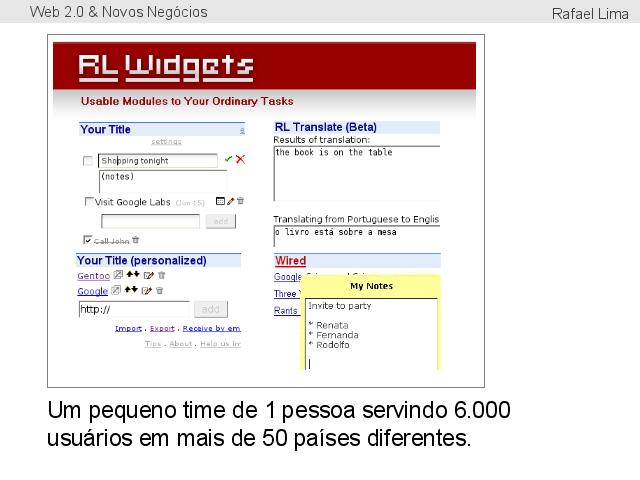 Web 2.0 & Novos Negócios
Rafael Lima
RL Widgets
Usable Modules to Your Ordinary Tasks
Your Title e
settings
Shopping tonight
(notes)
Visit Google Labs (Jun 15)
add
Call John
Your Title (personalized)
Gentoo
Google
http:// add
Import . Export . Receive by em
Tips . About . Help us im
RL Translate (Beta)
Results of translation:
the book is on the table
Translating from Portuguese to Englis
o livro está sobre a mesa
Wired
Google
Three
Rants
My Notes
Invite to party
* Renata
* Fernanda
* Rodolfo
Um pequeno time de 1 pessoa servindo 6.000
usuários em mais de 50 países diferentes.